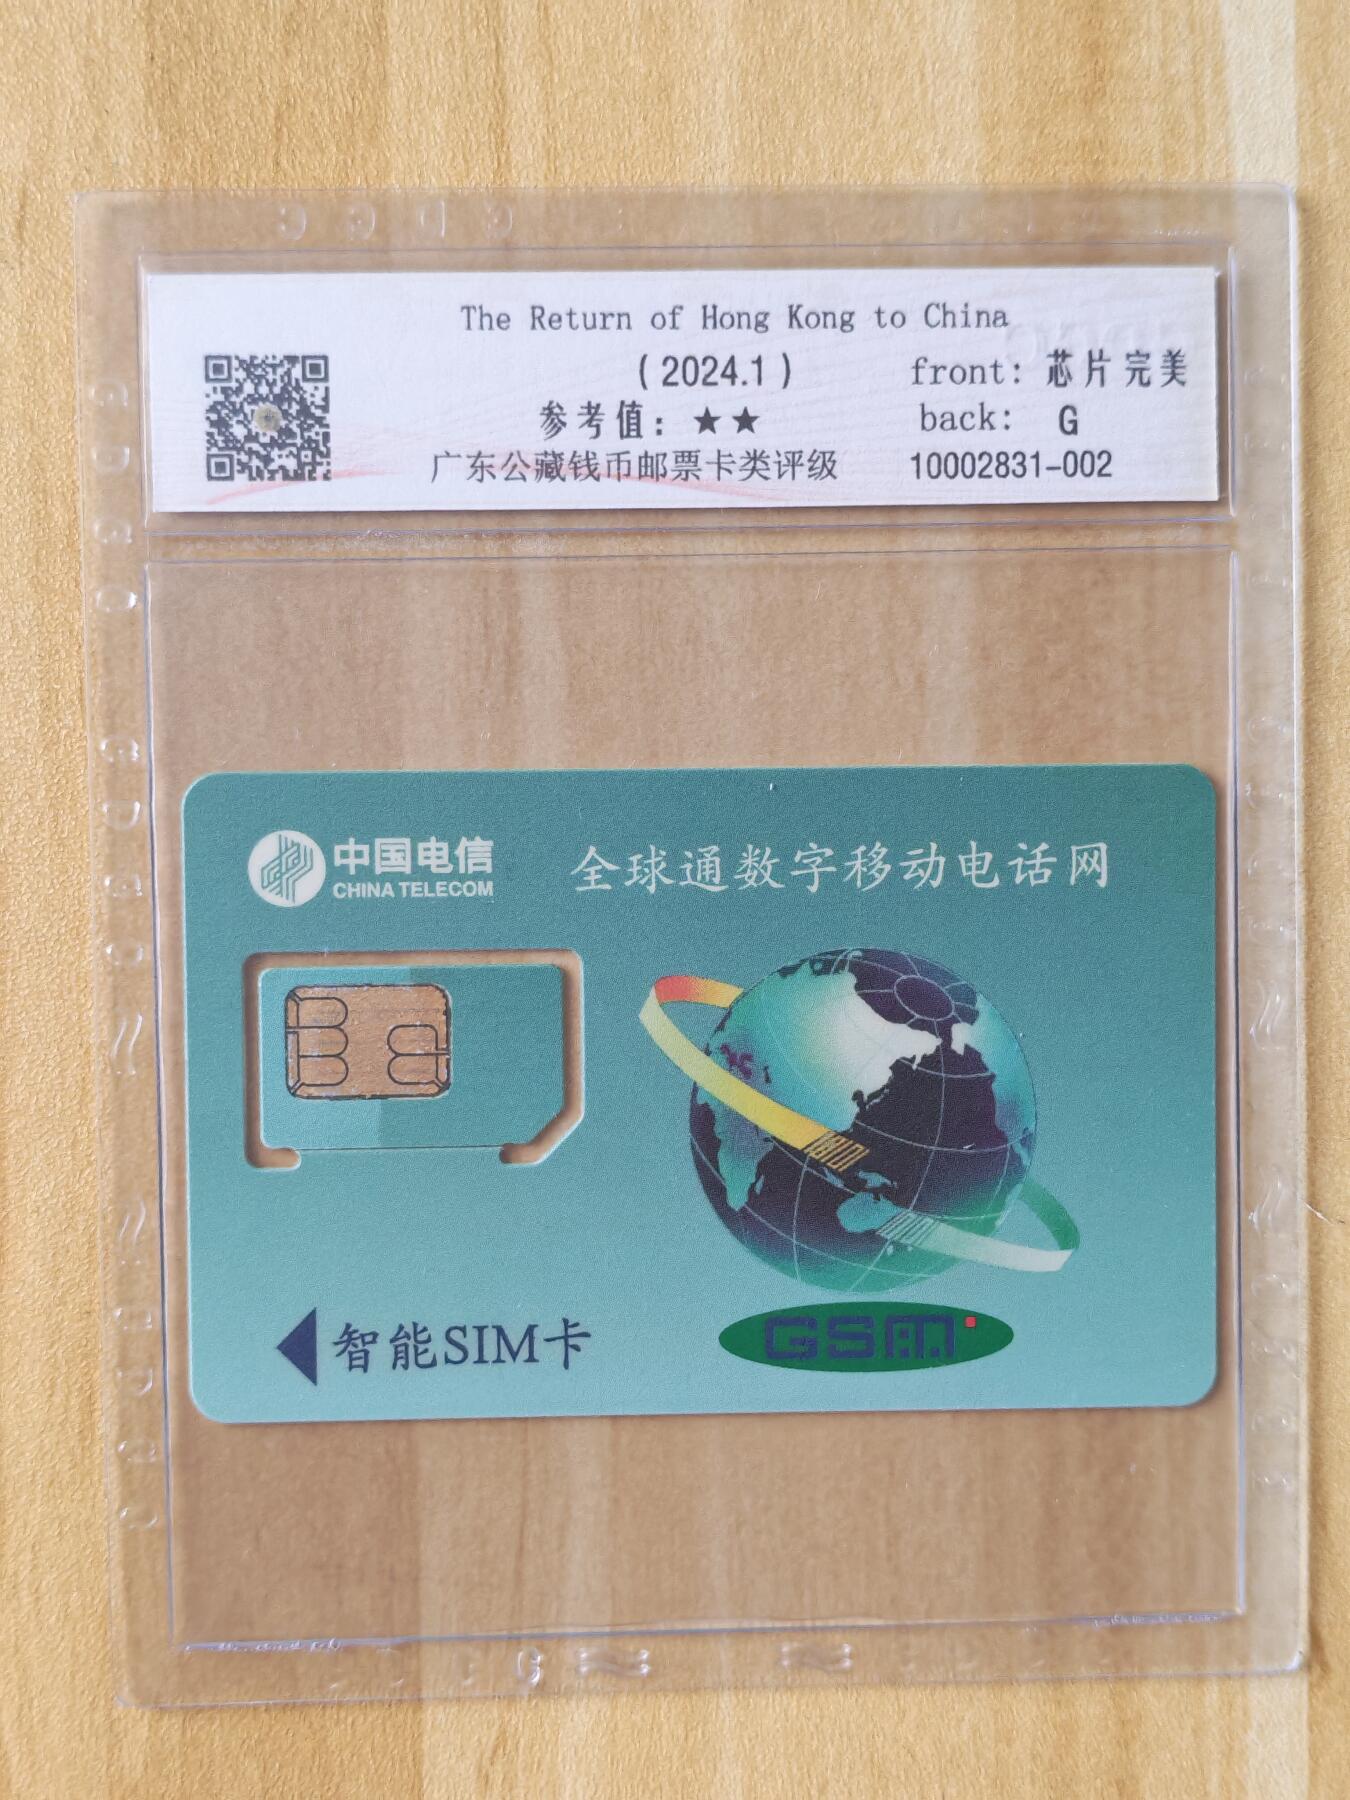 The Return of Hong Kong to China
(2024.1) front: 芯片完美
参考值：★★ back: G
广东公藏钱币邮票卡类评级 10002831-002
中国电信 全球通数字移动电话网
CHINA TELECOM
智能SIM卡 GSM